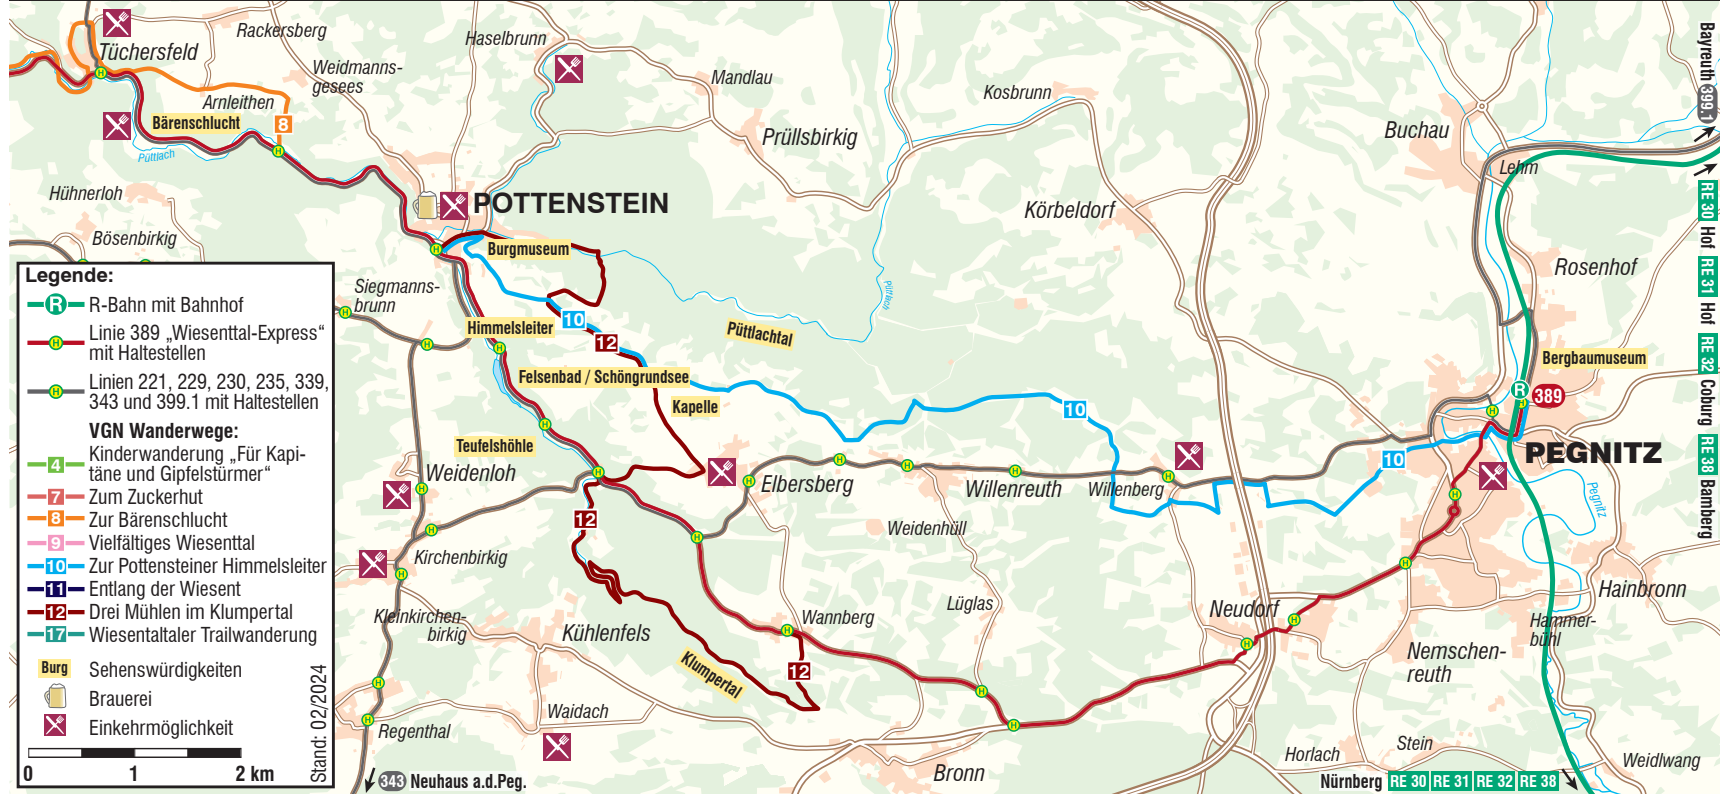 Tüchersfeld
Rackersberg
Weidmanns-
gesees
Arnleithen
Bärenschlucht
8
Püttlach
Haselbrunn
Mandlau
Prüllsbirkig
Kosbrunn
Körbeldorf
Buchau
Lehm
Rosenhof
Bayreuth 399.1
RE 30 Hof RE 31 Hof RE 32 Coburg RE 38 Bamberg
Hühnerloh
Bösenbirkig
POTTENSTEIN
Burgmuseum
Siegmanns-
brunn
Himmelsleiter
10
12
Püttlachtal
Püttlach
Felsenbad / Schöngrundsee
Kapelle
Teufelshöhle
10
Bergbaumuseum
R
389
PEGNITZ
10
Pegnitz
Weidenloh
Elbersberg
Willenreuth
Willenberg
Weidenhüll
12
Kirchenbirkig
Kleinkirchen-
birkig
Kühlenfels
Wannberg
Lüglas
Neudorf
Hainbronn
Hammer-
bühl
Nemschen-
reuth
12
Klumpertal
Waidach
Regenthal
Bronn
Horlach
Stein
Weidlwang
343 Neuhaus a.d.Peg.
Nürnberg RE 30 RE 31 RE 32 RE 38
Legende:
R R-Bahn mit Bahnhof
H Linie 389 „Wiesenttal-Express“
mit Haltestellen
H Linien 221, 229, 230, 235, 339,
343 und 399.1 mit Haltestellen
VGN Wanderwege:
4 Kinderwanderung „Für Kapi-
täne und Gipfelstürmer“
7 Zum Zuckerhut
8 Zur Bärenschlucht
9 Vielfältiges Wiesenttal
10 Zur Pottensteiner Himmelsleiter
11 Entlang der Wiesent
12 Drei Mühlen im Klumpertal
17 Wiesentaltaler Trailwanderung
Burg Sehenswürdigkeiten
Brauerei
Einkehrmöglichkeit
0 1 2 km
Stand: 02/2024